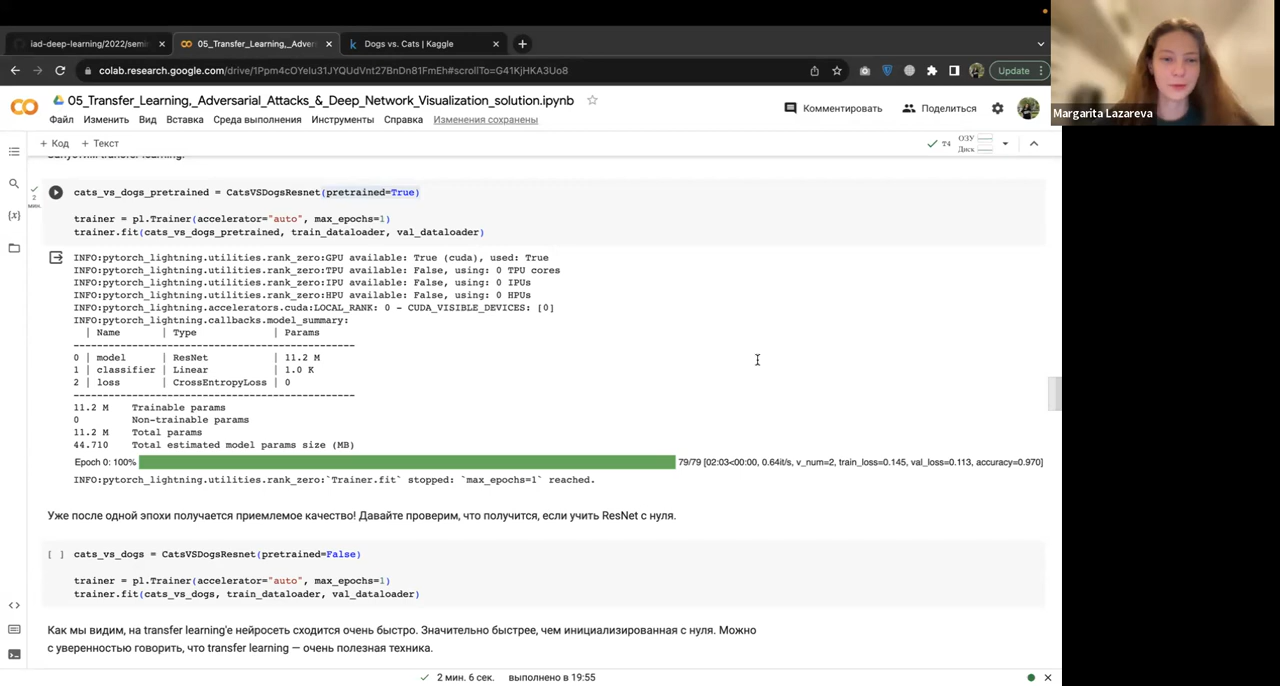 iad-deep-learning/2022/semi
05_Transfer_Learning,_Adver
Dogs vs. Cats | Kaggle
colab.research.google.com/drive/1Ppm4cOYeIu31JYQUdVnt27BnDn81FmEh#scrollTo=G41KjHKA3Uo8
Update
Margarita Lazareva
05_Transfer_Learning,_Adversarial_Attacks_&_Deep_Network_Visualization_solution.ipynb
Комментировать
Поделиться
Файл Изменить Вид Вставка Среда выполнения Инструменты Справка Изменения сохранены
+ Код + Текст
T4
ОЗУ
Диск
2
мин.
cats_vs_dogs_pretrained = CatsVSDogsResnet(pretrained=True)
trainer = pl.Trainer(accelerator="auto", max_epochs=1)
trainer.fit(cats_vs_dogs_pretrained, train_dataloader, val_dataloader)
INFO:pytorch_lightning.utilities.rank_zero:GPU available: True (cuda), used: True
INFO:pytorch_lightning.utilities.rank_zero:TPU available: False, using: 0 TPU cores
INFO:pytorch_lightning.utilities.rank_zero:IPU available: False, using: 0 IPUs
INFO:pytorch_lightning.utilities.rank_zero:HPU available: False, using: 0 HPUs
INFO:pytorch_lightning.accelerators.cuda:LOCAL_RANK: 0 - CUDA_VISIBLE_DEVICES: [0]
INFO:pytorch_lightning.callbacks.model_summary:
| Name | Type | Params
--------------------------------------------
0 | model | ResNet | 11.2 M
1 | classifier | Linear | 1.0 K
2 | loss | CrossEntropyLoss | 0
--------------------------------------------
11.2 M Trainable params
0 Non-trainable params
11.2 M Total params
44.710 Total estimated model params size (MB)
Epoch 0: 100% 79/79 [02:03<00:00, 0.64it/s, v_num=2, train_loss=0.145, val_loss=0.113, accuracy=0.970]
INFO:pytorch_lightning.utilities.rank_zero:`Trainer.fit` stopped: `max_epochs=1` reached.
Уже после одной эпохи получается приемлемое качество! Давайте проверим, что получится, если учить ResNet с нуля.
[ ] cats_vs_dogs = CatsVSDogsResnet(pretrained=False)
trainer = pl.Trainer(accelerator="auto", max_epochs=1)
trainer.fit(cats_vs_dogs, train_dataloader, val_dataloader)
Как мы видим, на transfer learning'е нейросеть сходится очень быстро. Значительно быстрее, чем инициализированная с нуля. Можно
с уверенностью говорить, что transfer learning — очень полезная техника.
2 мин. 6 сек. выполнено в 19:55